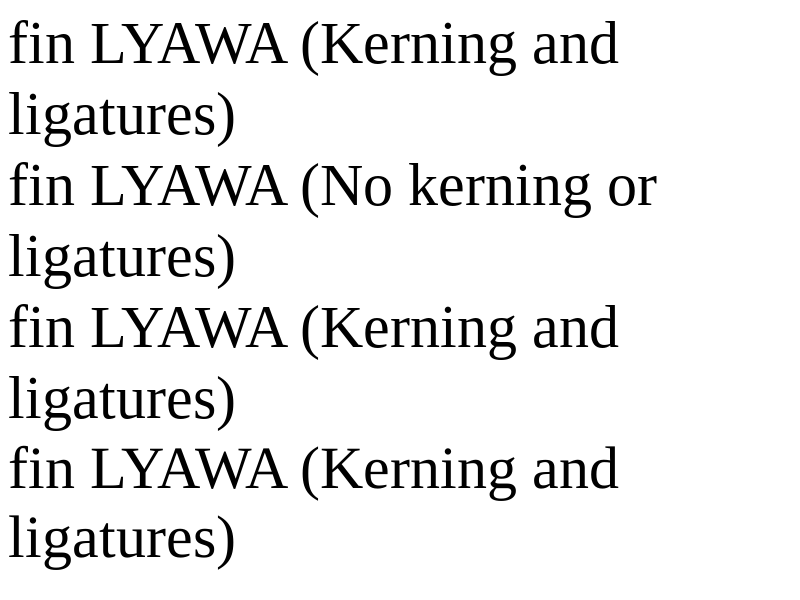 fin LYAWA (Kerning and
ligatures)
fin LYAWA (No kerning or
ligatures)
fin LYAWA (Kerning and
ligatures)
fin LYAWA (Kerning and
ligatures)